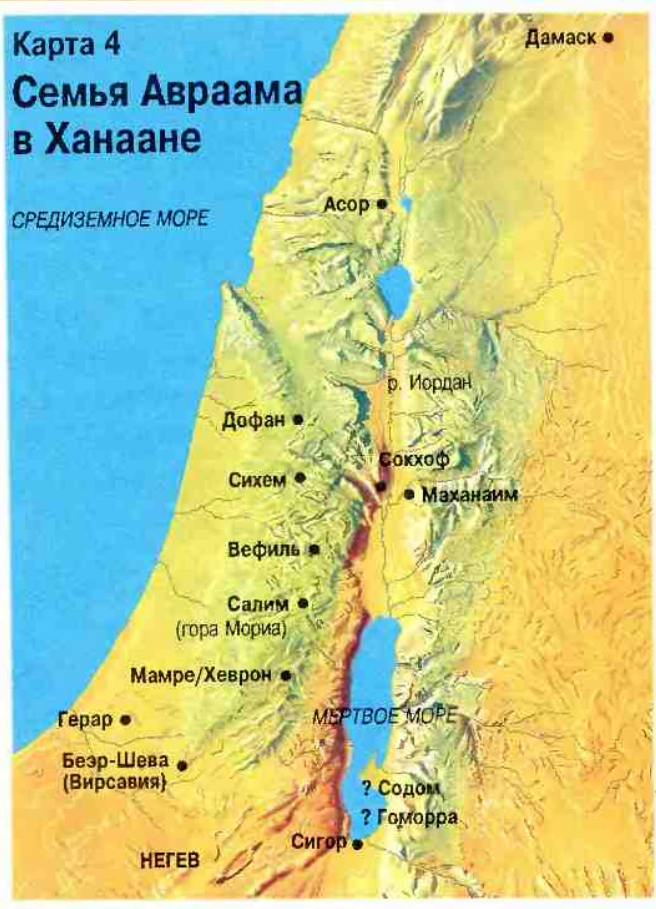 Карта 4
Семья Авраама
в Ханаане
Дамаск
СРЕДИЗЕМНОЕ МОРЕ
Асор
р. Иордан
Дофан
Сокхоф
Сихем
Маханаим
Вефиль
Салим
(гора Мориа)
Мамре/Хеврон
Герар
МЕРТВОЕ МОРЕ
Беэр-Шева
(Вирсавия)
? Содом
? Гоморра
Сигор
НЕГЕВ